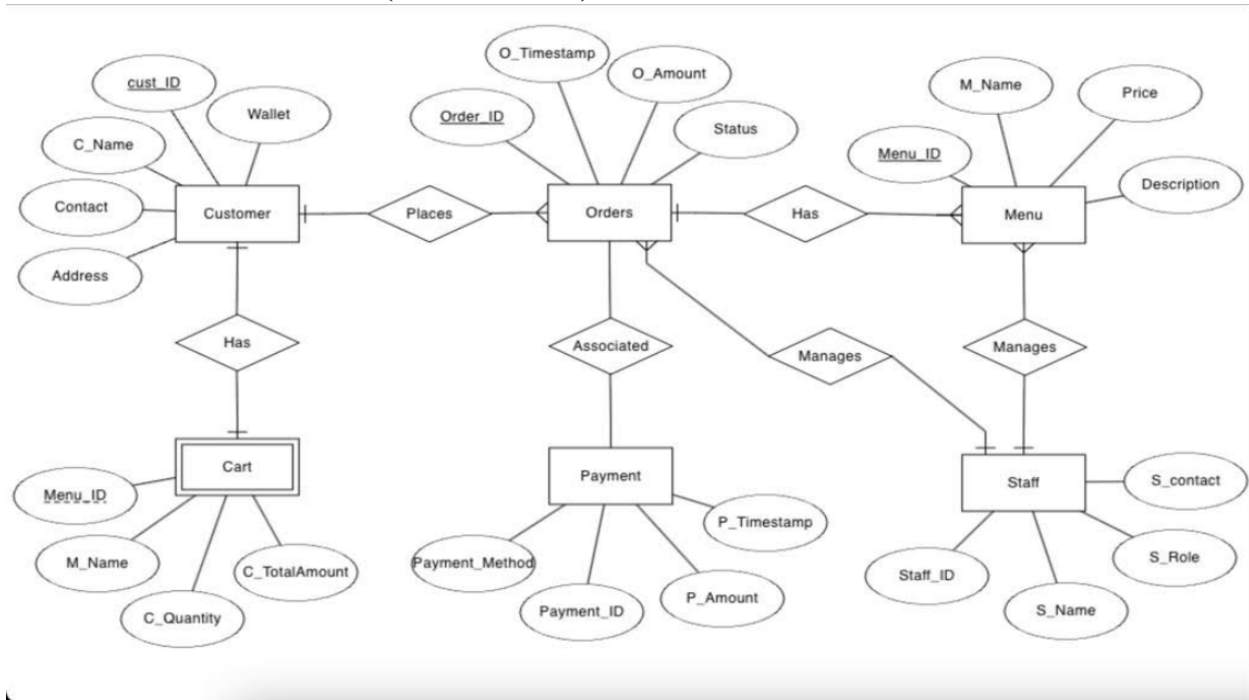 O_Timestamp
O_Amount
cust_ID
M_Name
Price
Wallet
Order_ID
Status
C_Name
Menu_ID
Contact
Customer
Places
Orders
Has
Menu
Description
Address
Has
Associated
Manages
Manages
Cart
Payment
Staff
S_contact
Menu_ID
P_Timestamp
M_Name
C_TotalAmount
Payment_Method
S_Role
Staff_ID
C_Quantity
Payment_ID
P_Amount
S_Name